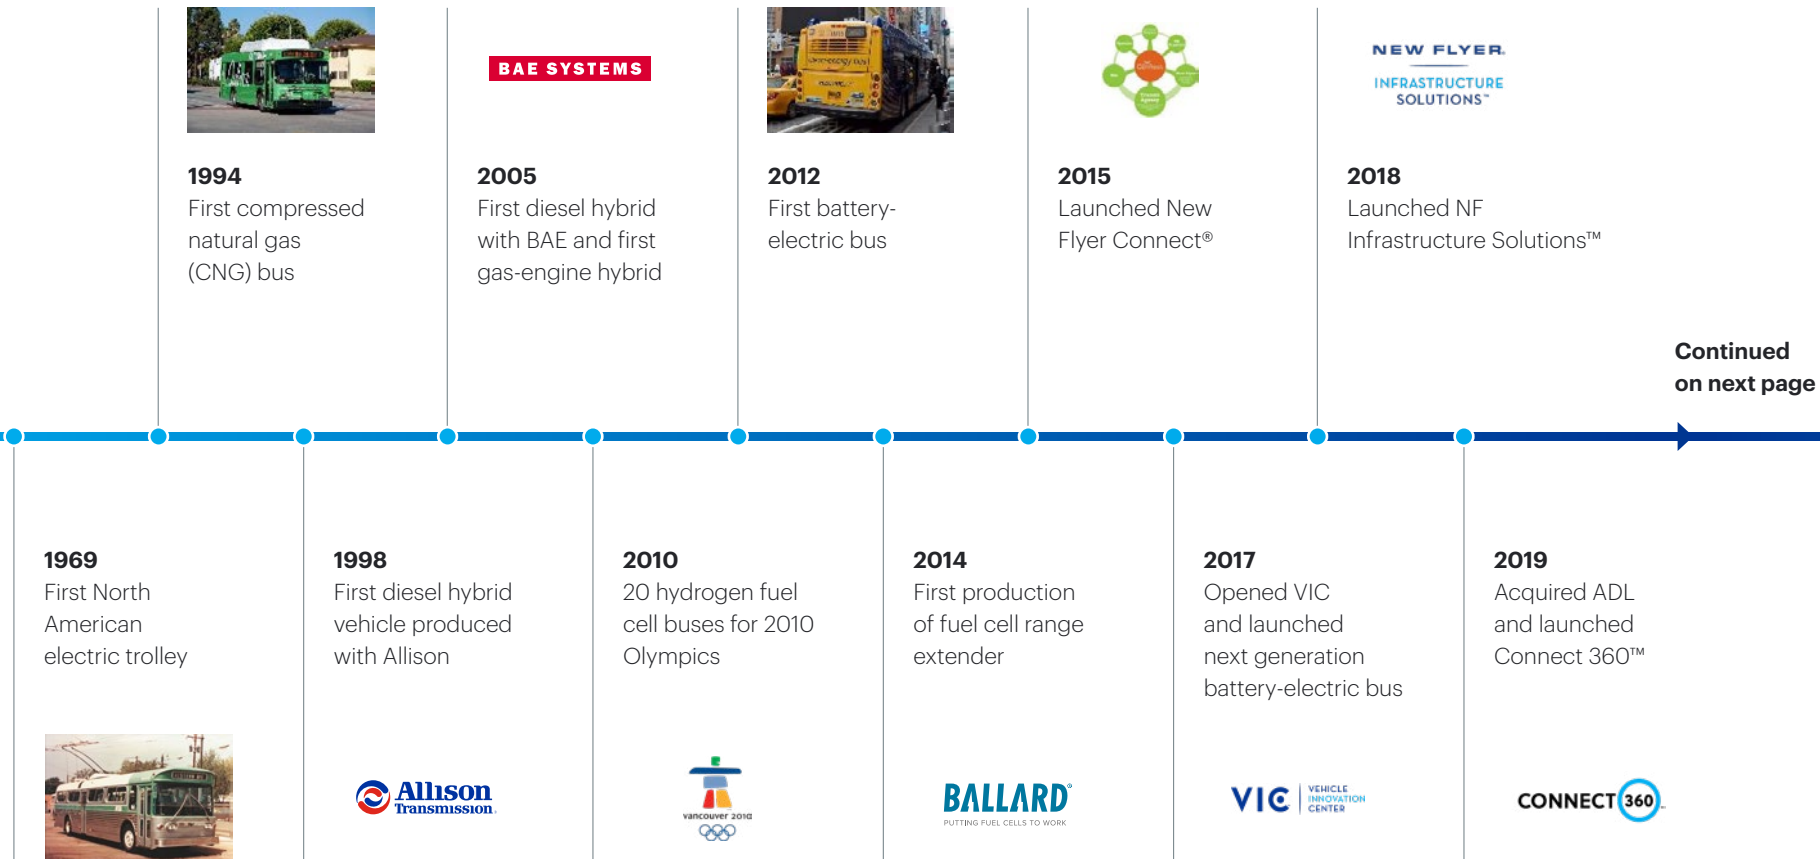 BAE SYSTEMS
NEW FLYER®
INFRASTRUCTURE
SOLUTIONS™
1994
First compressed
natural gas
(CNG) bus
2005
First diesel hybrid
with BAE and first
gas-engine hybrid
2012
First battery-
electric bus
2015
Launched New
Flyer Connect®
2018
Launched NF
Infrastructure Solutions™
Continued
on next page
1969
First North
American
electric trolley
1998
First diesel hybrid
vehicle produced
with Allison
2010
20 hydrogen fuel
cell buses for 2010
Olympics
2014
First production
of fuel cell range
extender
2017
Opened VIC
and launched
next generation
battery-electric bus
2019
Acquired ADL
and launched
Connect 360™
Allison
Transmission
vancouver 2010
BALLARD®
PUTTING FUEL CELLS TO WORK
VIC
VEHICLE
INNOVATION
CENTER
CONNECT 360